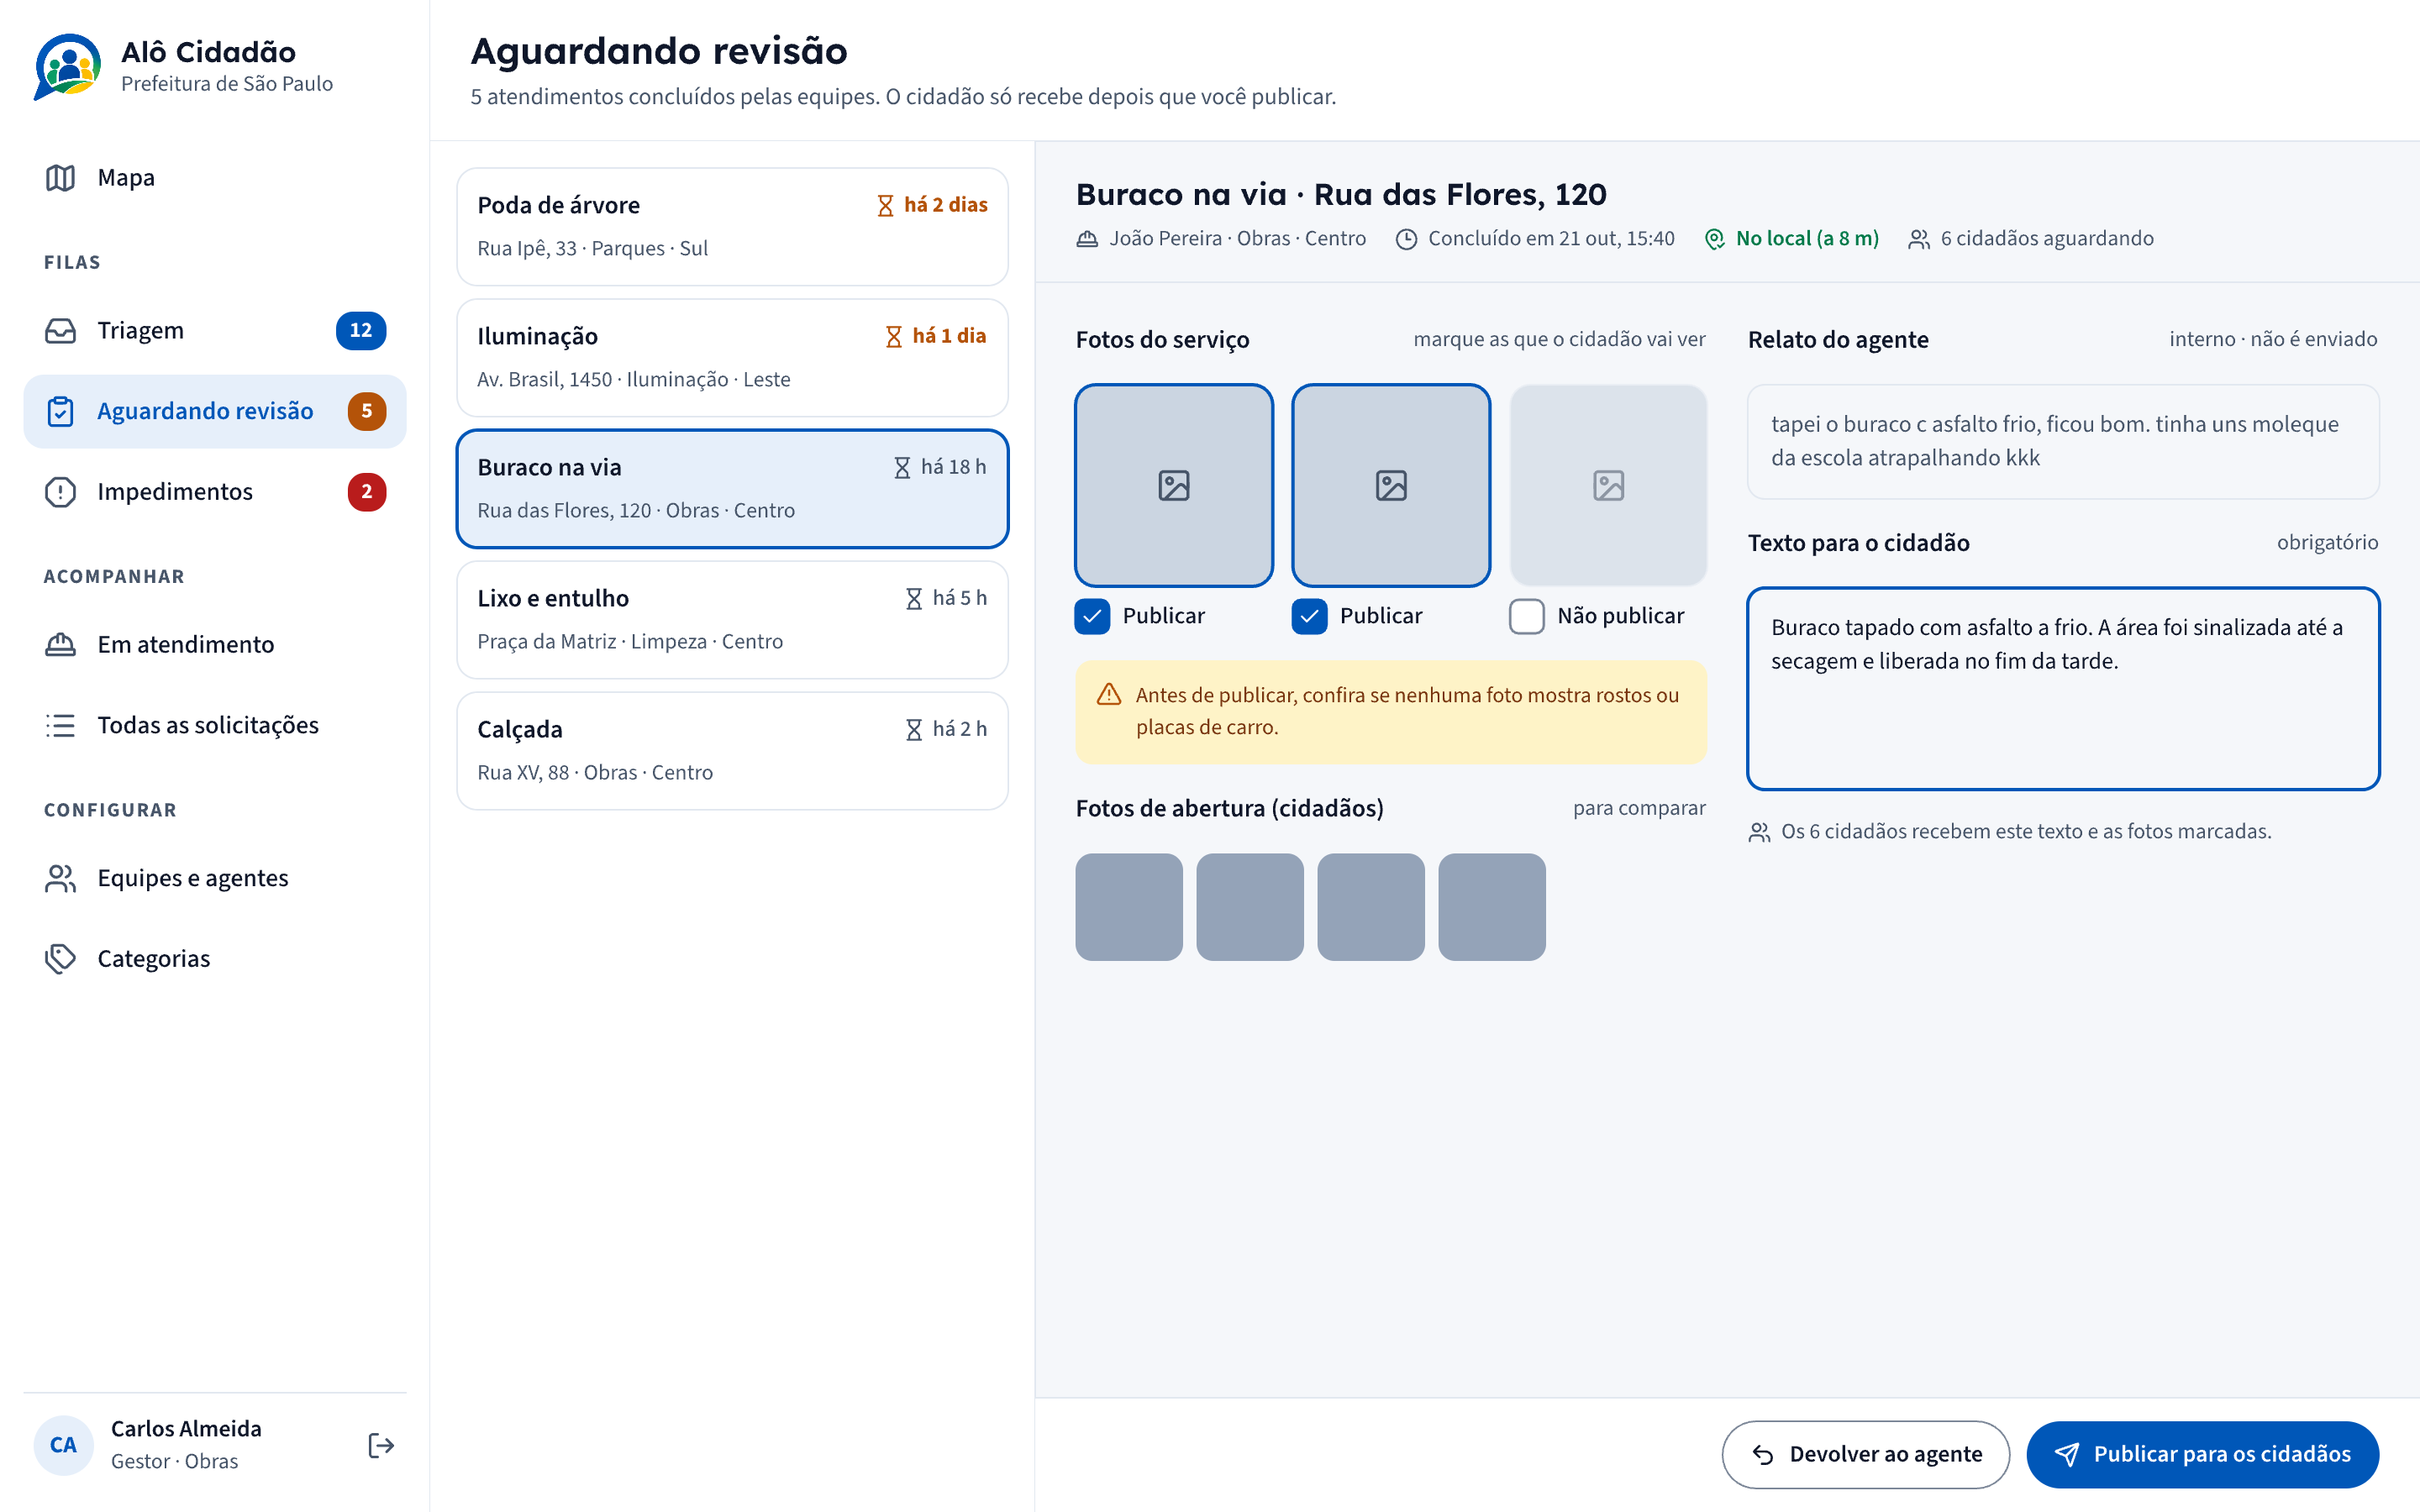 Alô Cidadão
Prefeitura de São Paulo
Mapa
FILAS
Triagem 12
Aguardando revisão 5
Impedimentos 2
ACOMPANHAR
Em atendimento
Todas as solicitações
CONFIGURAR
Equipes e agentes
Categorias
CA
Carlos Almeida
Gestor · Obras
Aguardando revisão
5 atendimentos concluídos pelas equipes. O cidadão só recebe depois que você publicar.
Poda de árvore há 2 dias
Rua Ipê, 33 · Parques · Sul
Iluminação há 1 dia
Av. Brasil, 1450 · Iluminação · Leste
Buraco na via há 18 h
Rua das Flores, 120 · Obras · Centro
Lixo e entulho há 5 h
Praça da Matriz · Limpeza · Centro
Calçada há 2 h
Rua XV, 88 · Obras · Centro
Buraco na via · Rua das Flores, 120
João Pereira · Obras · Centro Concluído em 21 out, 15:40 No local (a 8 m) 6 cidadãos aguardando
Fotos do serviço marque as que o cidadão vai ver
Publicar Publicar Não publicar
Antes de publicar, confira se nenhuma foto mostra rostos ou
placas de carro.
Fotos de abertura (cidadãos) para comparar
Relato do agente interno · não é enviado
tapei o buraco c asfalto frio, ficou bom. tinha uns moleque
da escola atrapalhando kkk
Texto para o cidadão obrigatório
Buraco tapado com asfalto a frio. A área foi sinalizada até a
secagem e liberada no fim da tarde.
Os 6 cidadãos recebem este texto e as fotos marcadas.
Devolver ao agente Publicar para os cidadãos